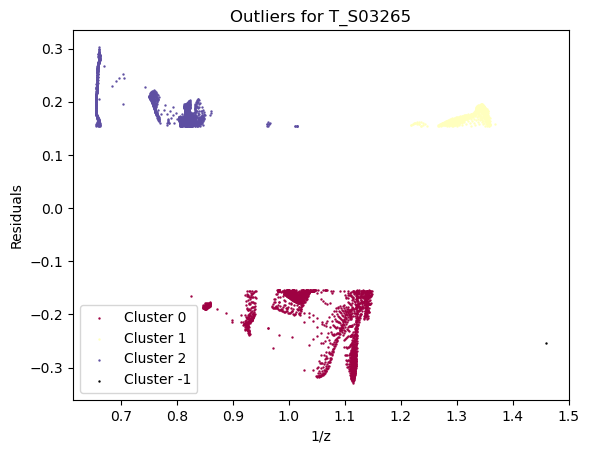 Outliers for T_S03265
0.3
0.2
0.1
0.0
−0.1
−0.2
−0.3
Residuals
Cluster 0
Cluster 1
Cluster 2
Cluster -1
0.7 0.8 0.9 1.0 1.1 1.2 1.3 1.4 1.5
1/z